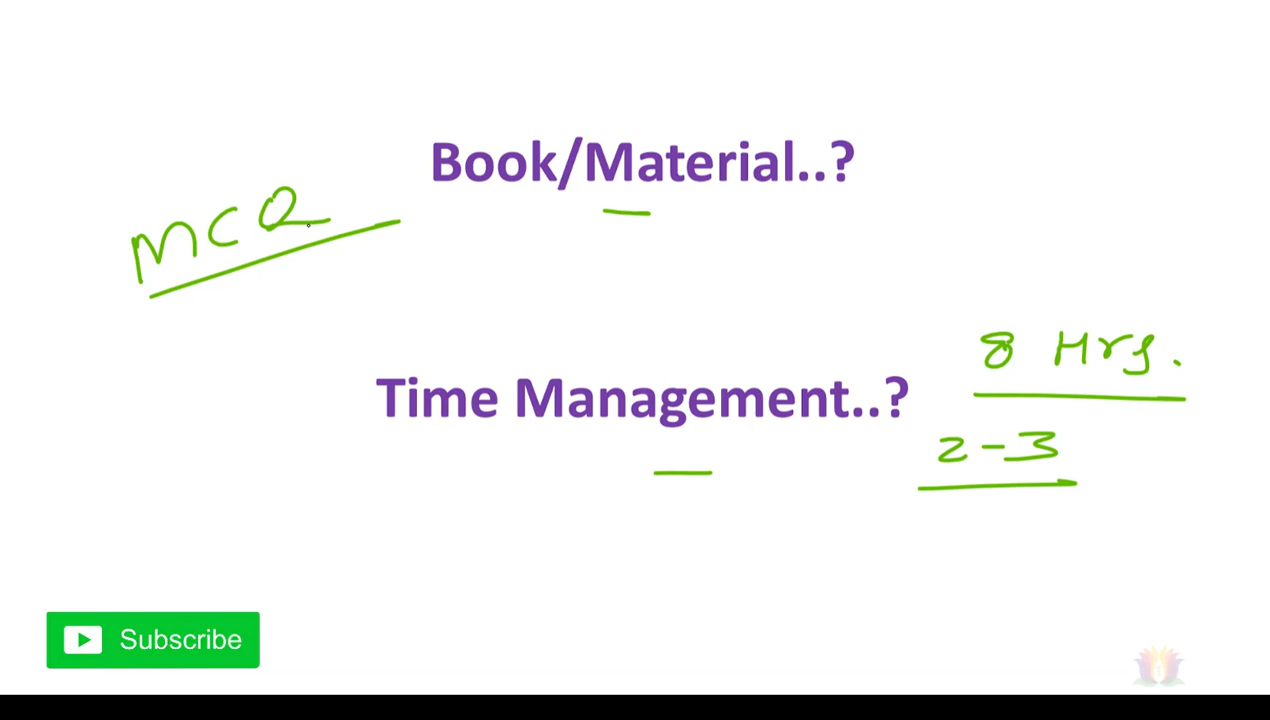 Book/Material..?
MCQ
8 Hrs.
Time Management..?
2-3
Subscribe